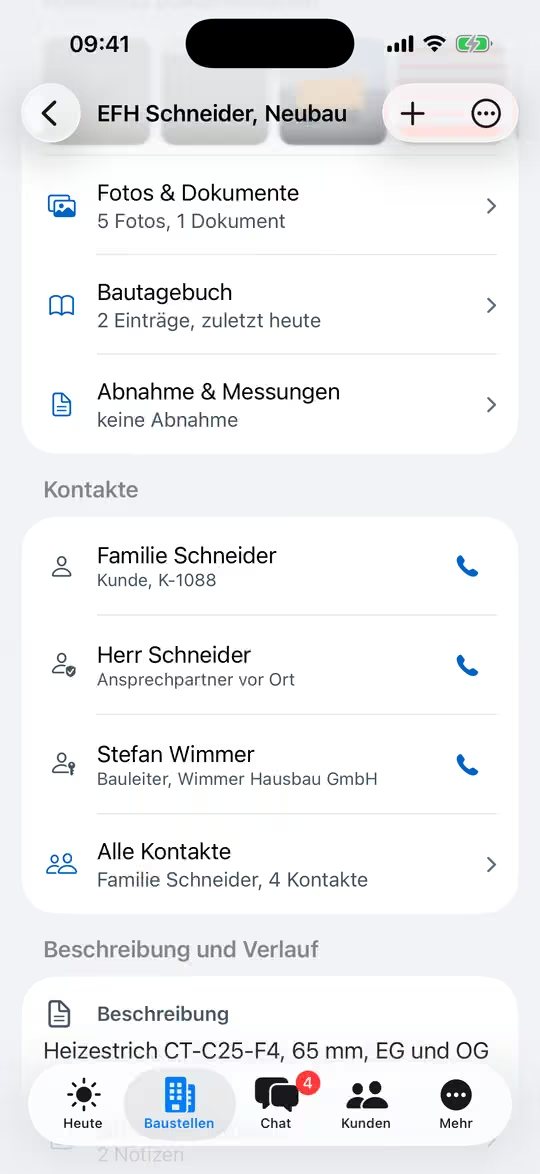 09:41
EFH Schneider, Neubau
Fotos & Dokumente
5 Fotos, 1 Dokument
Bautagebuch
2 Einträge, zuletzt heute
Abnahme & Messungen
keine Abnahme
Kontakte
Familie Schneider
Kunde, K-1088
Herr Schneider
Ansprechpartner vor Ort
Stefan Wimmer
Bauleiter, Wimmer Hausbau GmbH
Alle Kontakte
Familie Schneider, 4 Kontakte
Beschreibung und Verlauf
Beschreibung
Heizestrich CT-C25-F4, 65 mm, EG und OG
4
Heute
Baustellen
Chat
Kunden
Mehr
2 Notizen